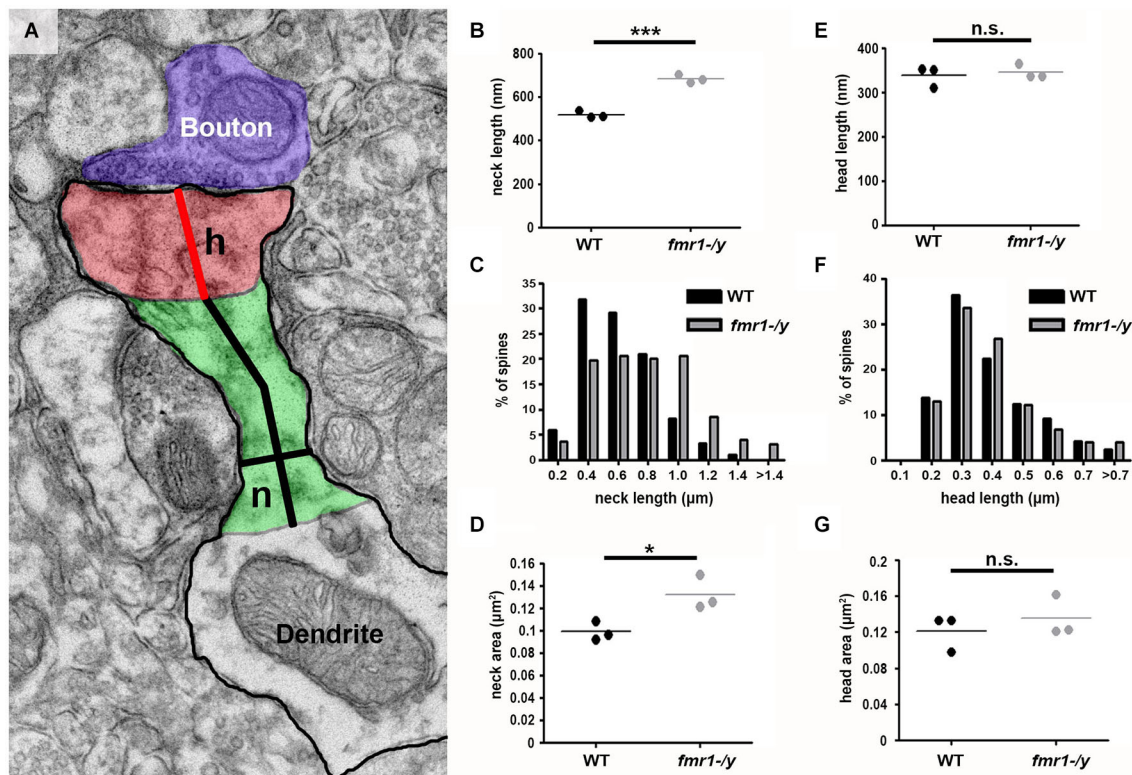 A
Bouton
h
n
Dendrite
B
***
neck length (nm)
800
600
400
200
0
WT
fmr1-/y
E
n.s.
head length (nm)
400
300
200
100
0
WT
fmr1-/y
C
% of spines
35
30
25
20
15
10
5
0
WT
fmr1-/y
0.2 0.4 0.6 0.8 1.0 1.2 1.4 >1.4
neck length (µm)
F
% of spines
40
30
20
10
0
WT
fmr1-/y
0.1 0.2 0.3 0.4 0.5 0.6 0.7 >0.7
head length (µm)
D
*
neck area (µm²)
0.16
0.14
0.12
0.1
0.08
0.06
0.04
0.02
0
WT
fmr1-/y
G
n.s.
head area (µm²)
0.2
0.16
0.12
0.08
0.04
0
WT
fmr1-/y